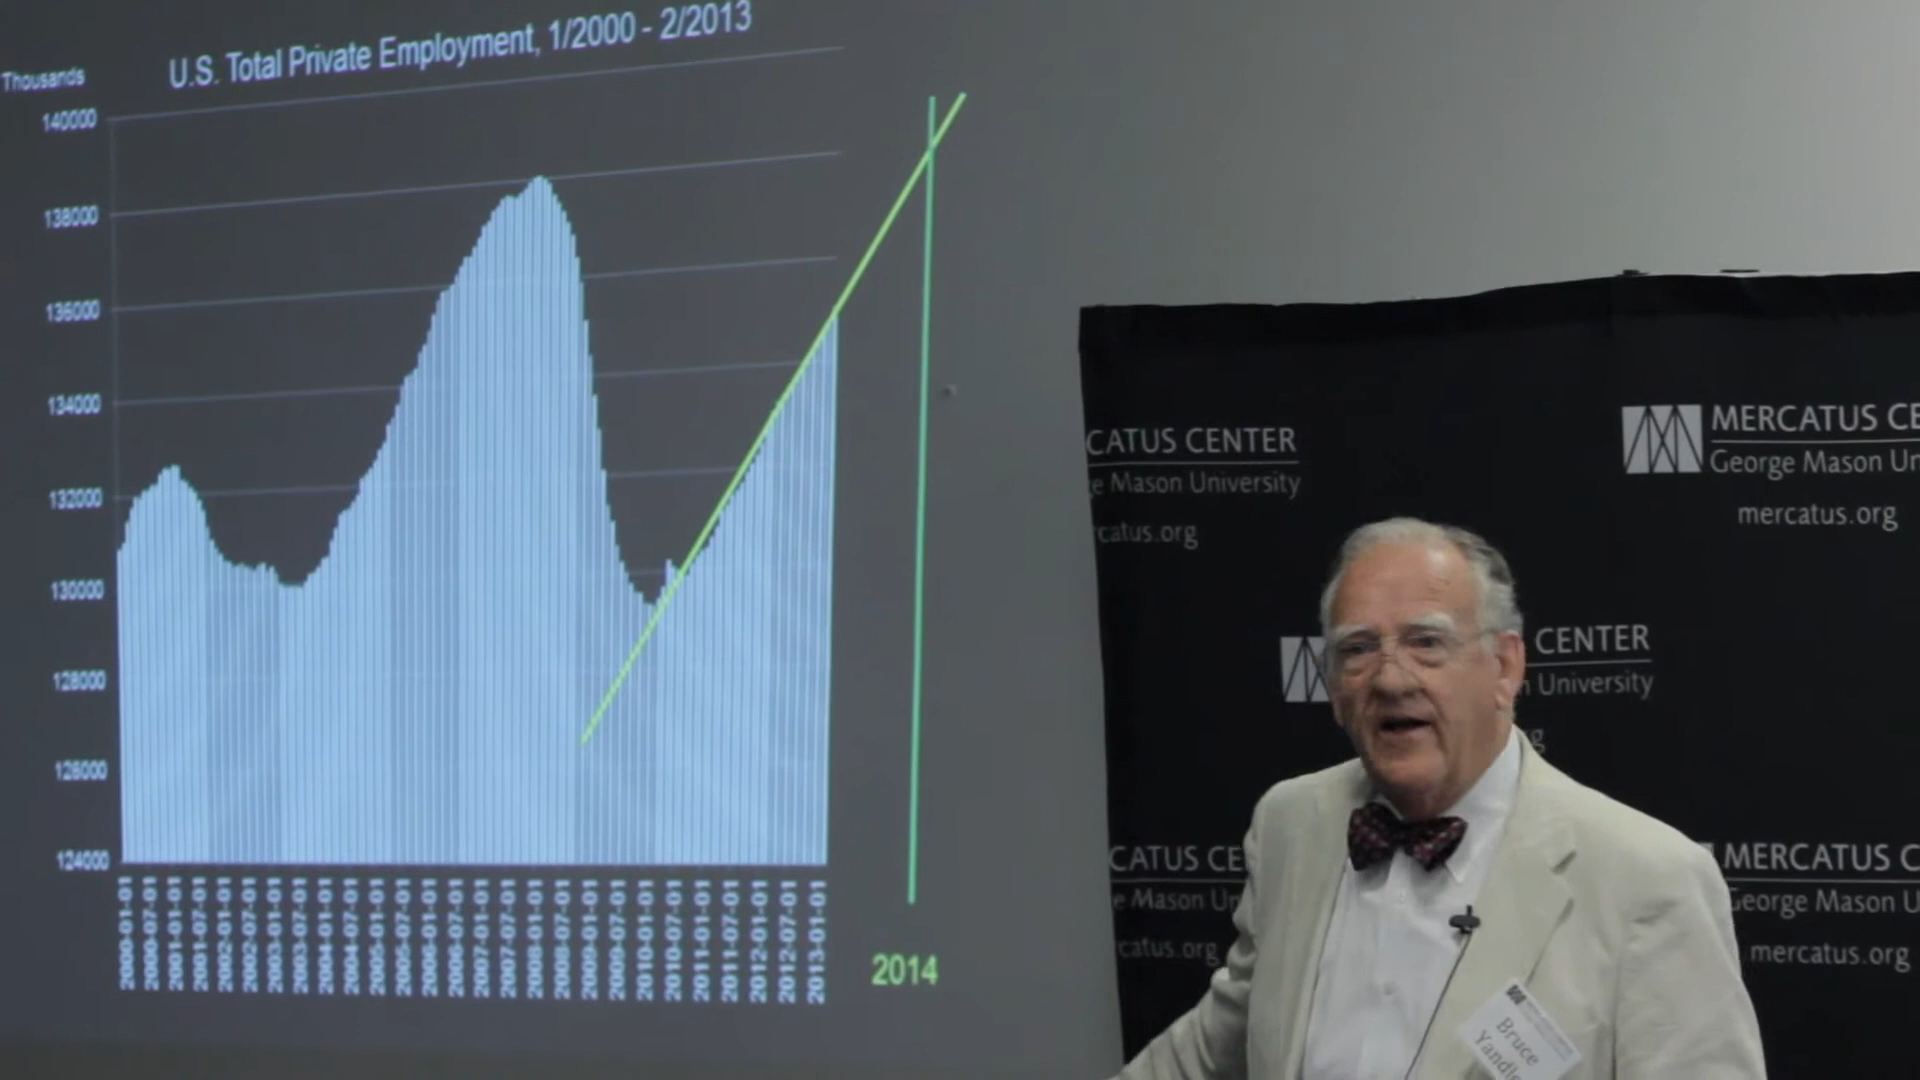 U.S. Total Private Employment, 1/2000 - 2/2013
Thousands
140000
138000
136000
134000
132000
130000
128000
126000
124000
2000-01-01
2000-07-01
2001-01-01
2001-07-01
2002-01-01
2002-07-01
2003-01-01
2003-07-01
2004-01-01
2004-07-01
2005-01-01
2005-07-01
2006-01-01
2006-07-01
2007-01-01
2007-07-01
2008-01-01
2008-07-01
2009-01-01
2009-07-01
2010-01-01
2010-07-01
2011-01-01
2011-07-01
2012-01-01
2012-07-01
2013-01-01
2014
CATUS CENTER
e Mason University
rcatus.org
MERCATUS CE
George Mason Un
mercatus.org
CENTER
n University
g
CATUS CE
e Mason Un
rcatus.org
MERCATUS C
George Mason U
mercatus.org
Bruce
Yandle